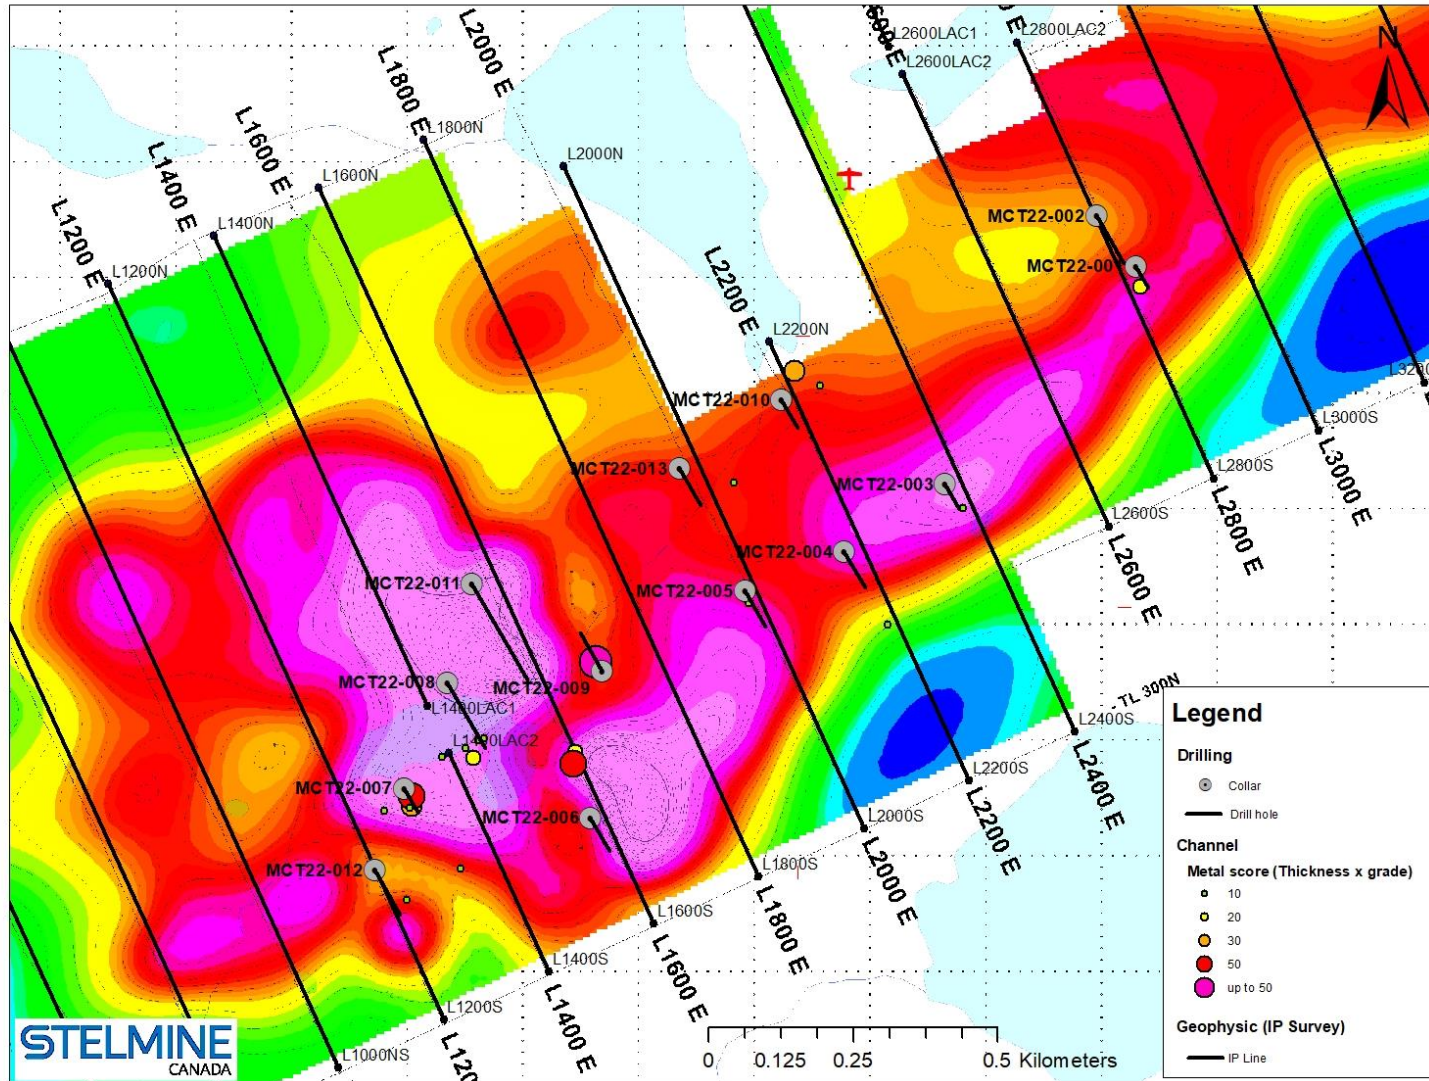 L2000 E
L1800 E
L1600 E
L1400 E
L1200 E
L1800N
L2000N
L1600N
L1400N
L1200N
600 E
L2600LAC1
L2600LAC2
L2800LAC2
0 E
N
L2200 E
L2200N
MCT22-002
MCT22-00
MCT22-010
MCT22-013
MCT22-003
MCT22-004
MCT22-005
MCT22-011
MCT22-008
MCT22-009
L1400LAC1
L1400LAC2
MCT22-007
MCT22-006
MCT22-012
L3000S
L3000 E
L2800S
L2800 E
L2600S
L2600 E
TL 300N
L2400S
L2400 E
L2200S
L2200 E
L2000S
L2000 E
L1800S
L1800 E
L1600S
L1600 E
L1400S
L1400 E
L1200S
L120
L1000NS
STELMINE
CANADA
0 0.125 0.25 0.5 Kilometers
Legend
Drilling
Collar
Drill hole
Channel
Metal score (Thickness x grade)
10
20
30
50
up to 50
Geophysic (IP Survey)
IP Line